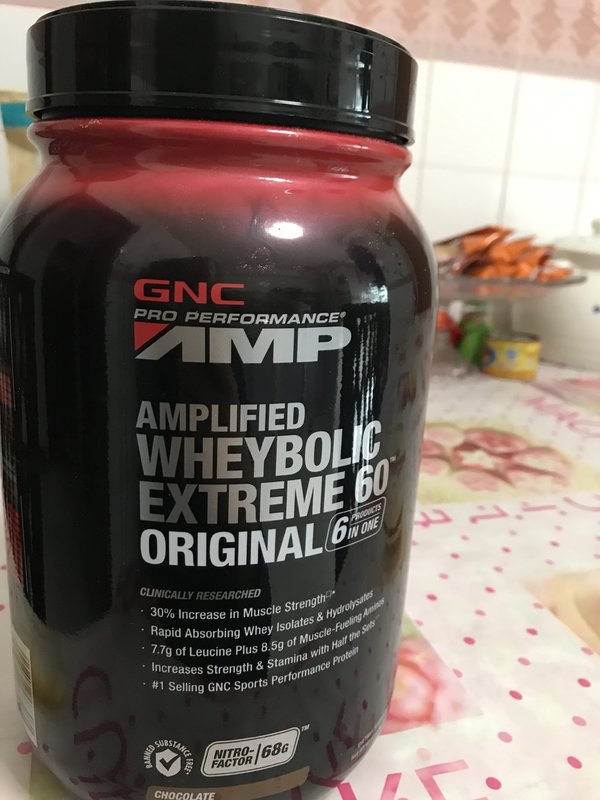 GNC
PRO PERFORMANCE®
AMP
AMPLIFIED
WHEYBOLIC
EXTREME 60™
ORIGINAL
6 PRODUCTS
IN ONE
CLINICALLY RESEARCHED
· 30% Increase in Muscle Strength
· Rapid Absorbing Whey Isolates & Hydrolysates
· 7.7g of Leucine Plus 8.5g of Muscle-Fueling Aminos
· Increases Strength & Stamina with Half the Sets
· #1 Selling GNC Sports Performance Protein
BANNED SUBSTANCE FREE
NITRO-
FACTOR 68G ™
CHOCOLATE